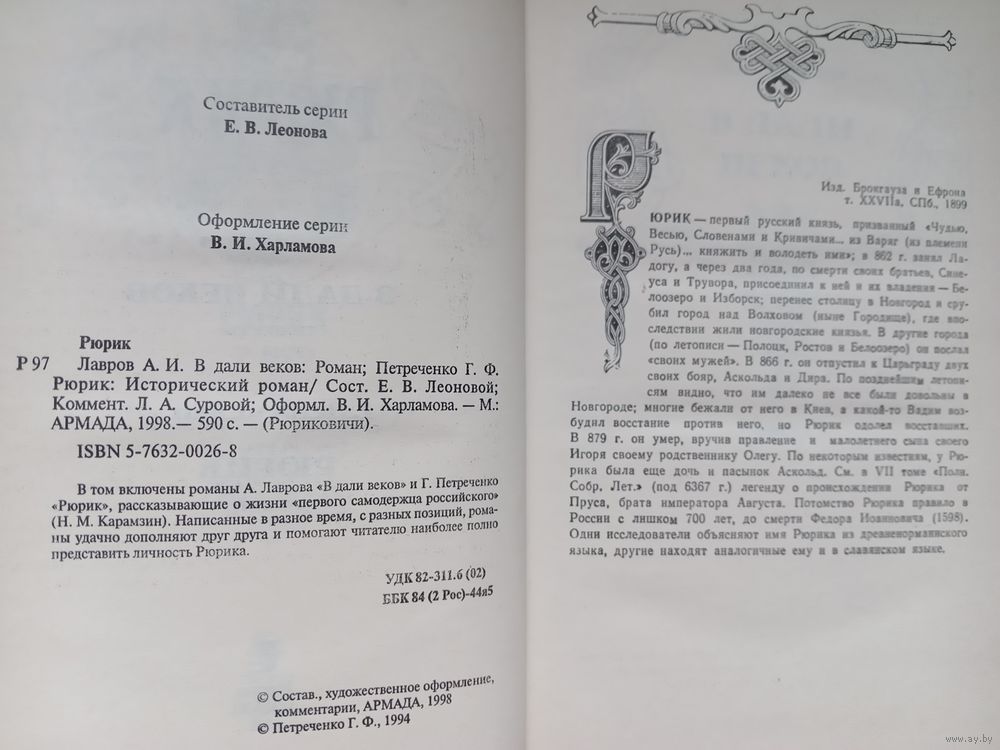 Составитель серии
Е. В. Леонова
Оформление серии
В. И. Харламова
Рюрик
Р 97 Лавров А. И. В дали веков: Роман; Петреченко Г. Ф.
Рюрик: Исторический роман/ Сост. Е. В. Леоновой;
Коммент. Л. А. Суровой; Оформл. В. И. Харламова. — М.:
АРМАДА, 1998.— 590 с. — (Рюриковичи).
ISBN 5-7632-0026-8
В том включены романы А. Лаврова «В дали веков» и Г. Петреченко
«Рюрик», рассказывающие о жизни «первого самодержца российского»
(Н. М. Карамзин). Написанные в разное время, с разных позиций, рома-
ны удачно дополняют друг друга и помогают читателю наиболее полно
представить личность Рюрика.
УДК 82-311.6 (02)
ББК 84 (2 Рос)-44я5
© Состав., художественное оформление,
комментарии, АРМАДА, 1998
© Петреченко Г. Ф., 1994
Изд. Брокгауза и Ефрона
т. XXVIIа. СПб., 1899
РЮРИК — первый русский князь, призванный «Чудью,
Весью, Словенами и Кривичами... из Варяг (из племени
Русь)... княжить и володеть ими»; в 862 г. занял Ла-
догу, а через два года, по смерти своих братьев, Сине-
уса и Трувора, присоединил к ней и их владения — Бе-
лоозеро и Изборск; перенес столицу в Новгород и сру-
бил город над Волховом (ныне Городище), где впо-
следствии жили новгородские князья. В другие города
(по летописи — Полоцк, Ростов и Белоозеро) он послал
«своих мужей». В 866 г. он отпустил к Царьграду двух
своих бояр, Аскольда и Дира. По позднейшим летопи-
сям видно, что им далеко не все были довольны в
Новгороде; многие бежали от него в Киев, а какой-то Вадим воз-
будил восстание против него, но Рюрик одолел восставших.
В 879 г. он умер, вручив правление и малолетнего сына своего
Игоря своему родственнику Олегу. По некоторым известиям, у Рю-
рика была еще дочь и пасынок Аскольд. См. в VII томе «Полн.
Собр. Лет.» (под 6367 г.) легенду о происхождении Рюрика от
Пруса, брата императора Августа. Потомство Рюрика правило в
России с лишком 700 лет, до смерти Федора Иоанновича (1598).
Одни исследователи объясняют имя Рюрика из древненорманнского
языка, другие находят аналогичные ему и в славянском языке.
www.ay.by